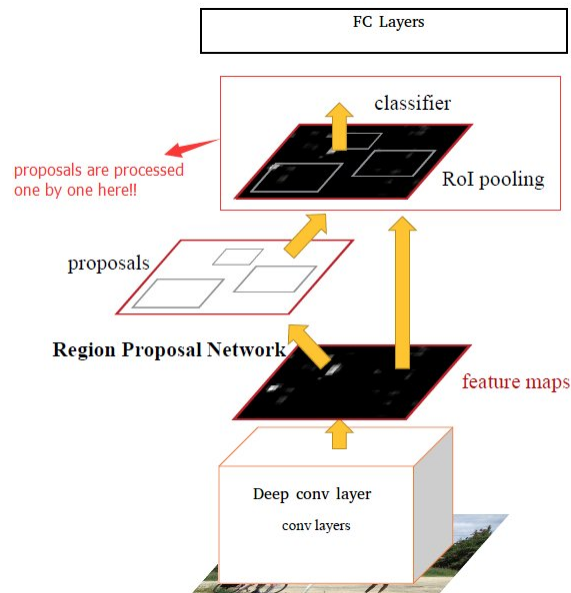 FC Layers
classifier
proposals are processed
one by one here!!
RoI pooling
proposals
Region Proposal Network
feature maps
Deep conv layer
conv layers